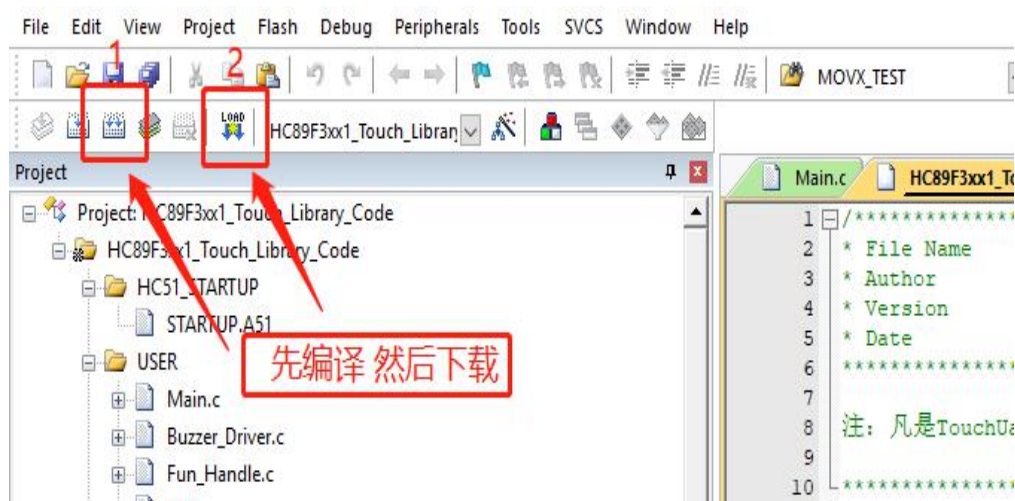 File Edit View Project Flash Debug Peripherals Tools SVCS Window Help
1
2
MOVX_TEST
LOAD
HC89F3xx1_Touch_Librar
Project
Main.c
HC89F3xx1_To
Project: HC89F3xx1_Touch_Library_Code
HC89F3xx1_Touch_Library_Code
HC51_STARTUP
STARTUP.A51
先编译 然后下载
USER
Main.c
Buzzer_Driver.c
Fun_Handle.c
1 /**************
2 * File Name
3 * Author
4 * Version
5 * Date
6 ***************
7
8 注: 凡是TouchUa
9
10 ***************